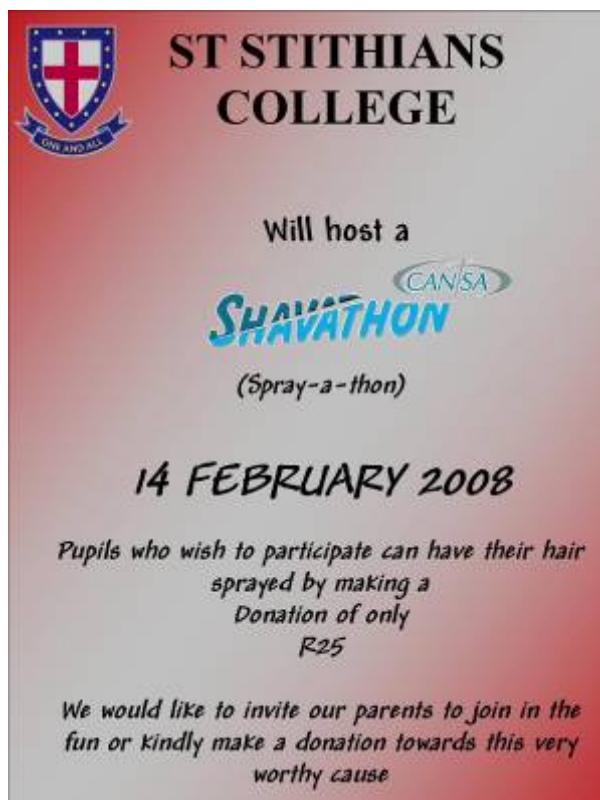 ST STITHIANS
COLLEGE
ONE AND ALL
Will host a
CANSA
SHAVATHON
(Spray-a-thon)
14 FEBRUARY 2008
Pupils who wish to participate can have their hair
sprayed by making a
Donation of only
R25
We would like to invite our parents to join in the
fun or kindly make a donation towards this very
worthy cause